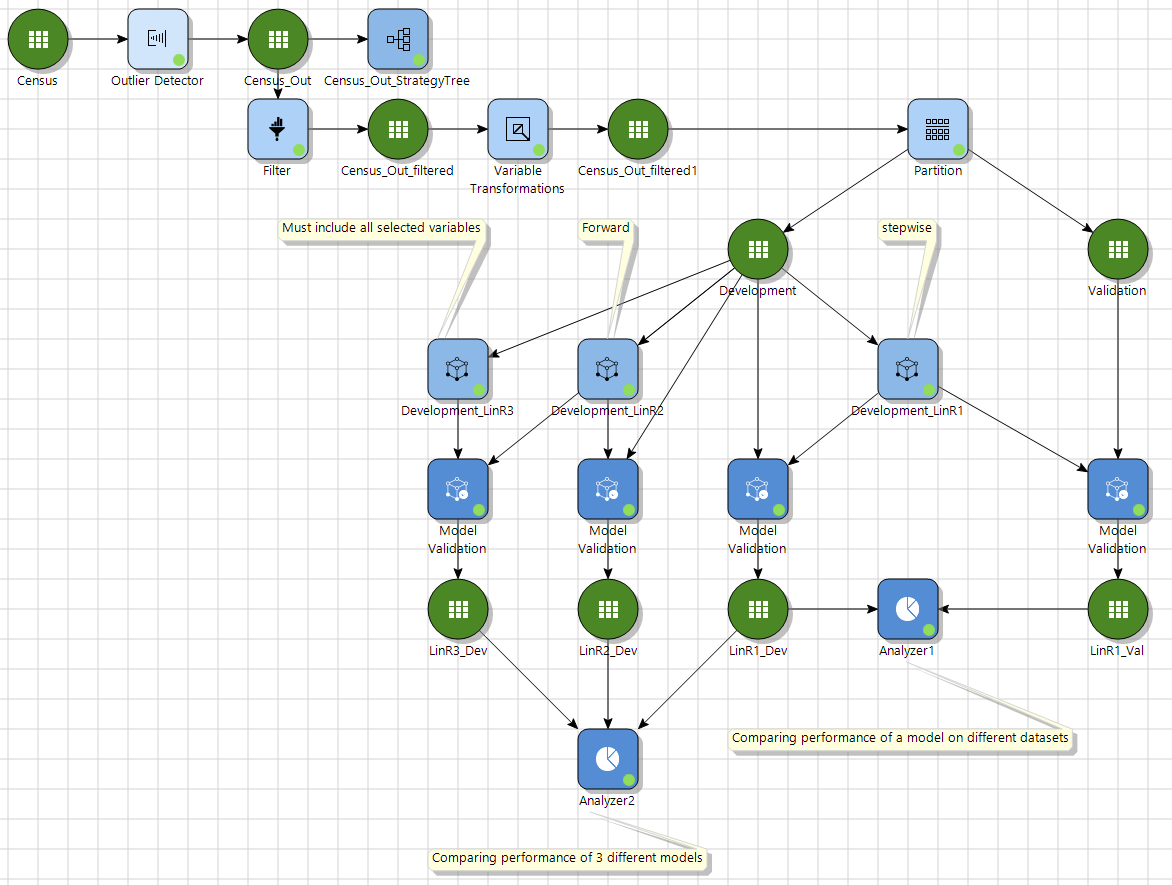 Census
Outlier Detector
Census_Out
Census_Out_StrategyTree
Filter
Census_Out_filtered
Variable
Transformations
Census_Out_filtered1
Partition
Must include all selected variables
Forward
stepwise
Development
Validation
Development_LinR3
Development_LinR2
Development_LinR1
Model
Validation
Model
Validation
Model
Validation
Model
Validation
LinR3_Dev
LinR2_Dev
LinR1_Dev
Analyzer1
LinR1_Val
Comparing performance of a model on different datasets
Analyzer2
Comparing performance of 3 different models